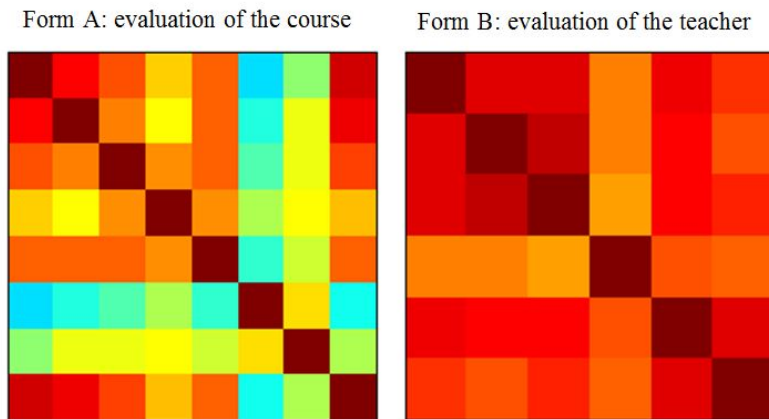 Form A: evaluation of the course
Form B: evaluation of the teacher